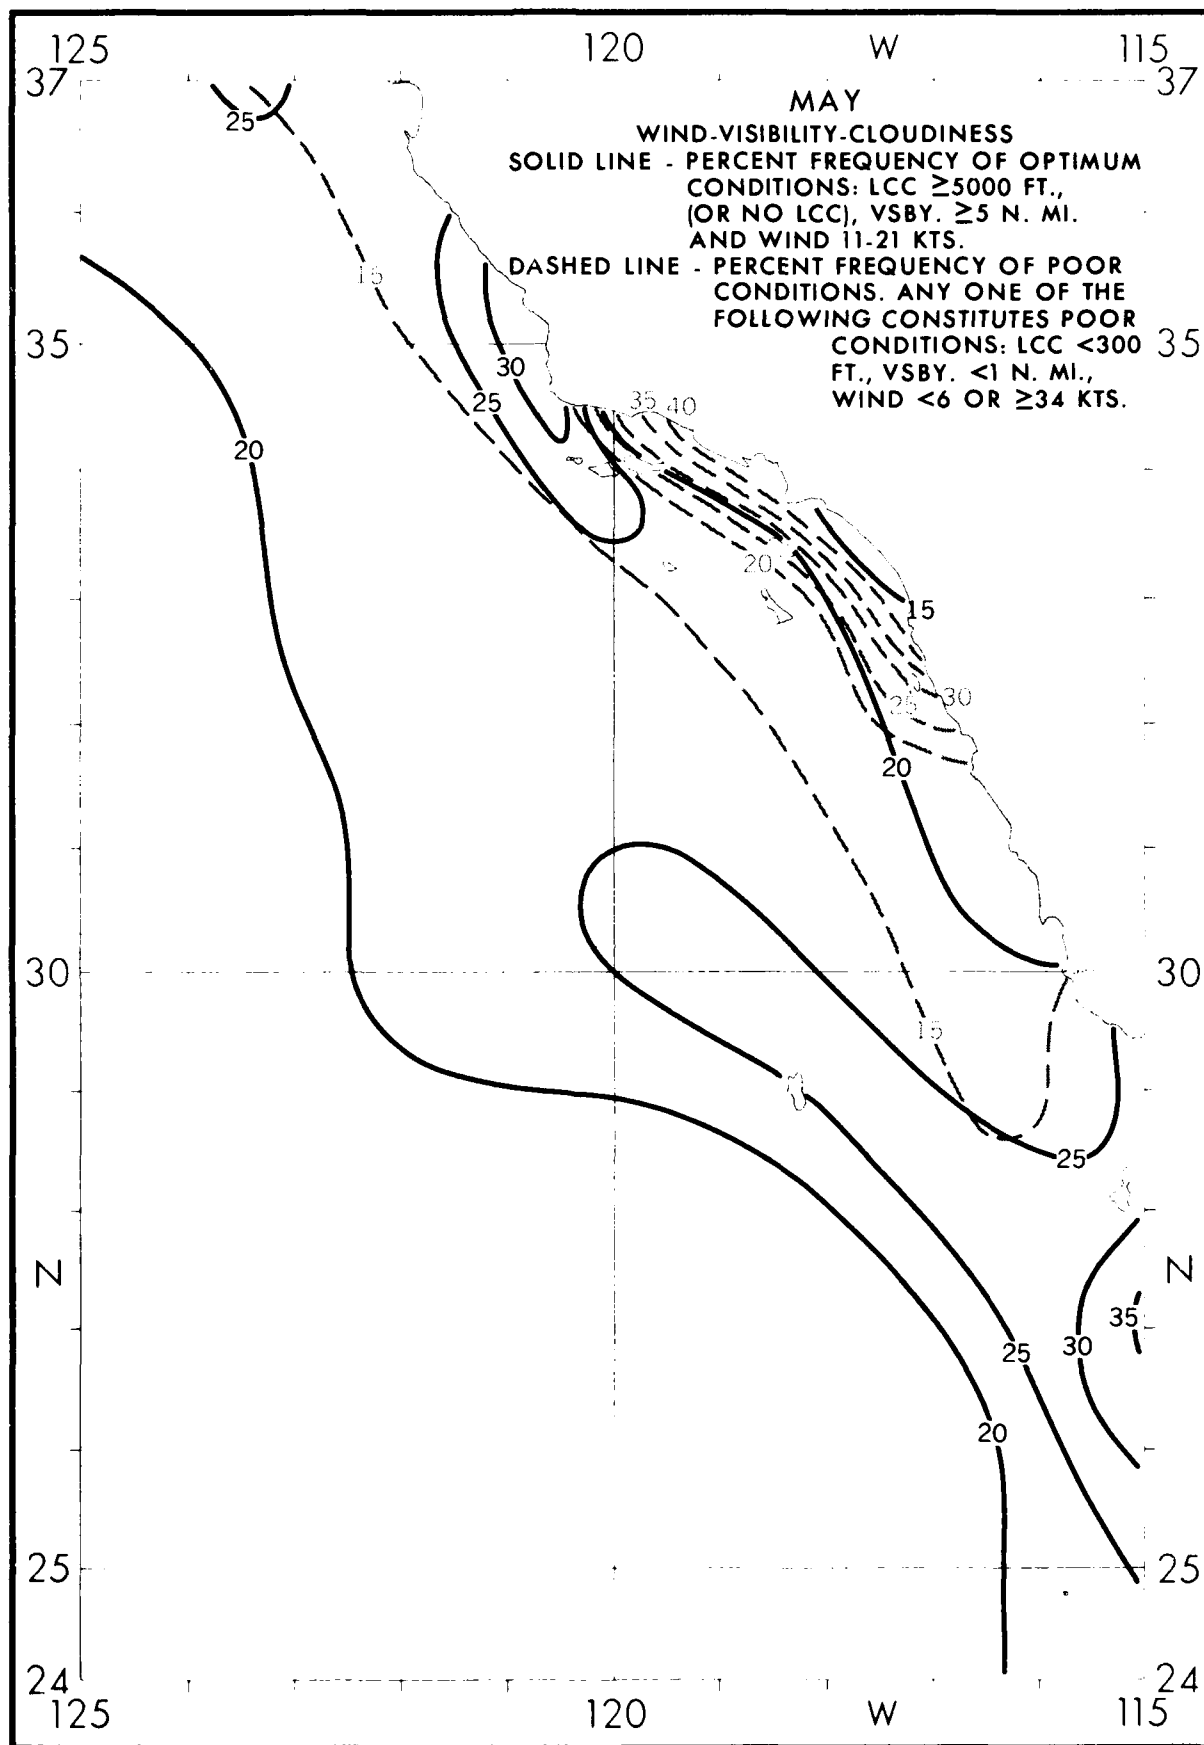 125 120 W 115
37 37
MAY
WIND-VISIBILITY-CLOUDINESS
SOLID LINE - PERCENT FREQUENCY OF OPTIMUM
CONDITIONS: LCC ≥5000 FT.,
(OR NO LCC), VSBY. ≥5 N. MI.
AND WIND 11-21 KTS.
DASHED LINE - PERCENT FREQUENCY OF POOR
CONDITIONS. ANY ONE OF THE
FOLLOWING CONSTITUTES POOR
CONDITIONS: LCC <300
FT., VSBY. <1 N. MI.,
WIND <6 OR ≥34 KTS.
25
15
35 35
30
25
35 40
20
20
15
25 30
20
30 30
15
25
N N
35
30
25
20
25 25
24 24
125 120 W 115